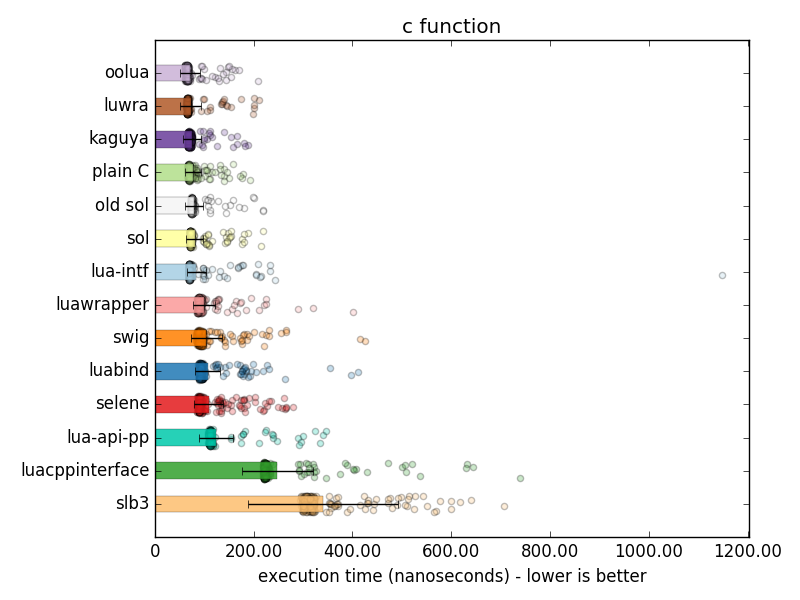 c function
oolua
luwra
kaguya
plain C
old sol
sol
lua-intf
luawrapper
swig
luabind
selene
lua-api-pp
luacppinterface
slb3
0 200.00 400.00 600.00 800.00 1000.00 1200.00
execution time (nanoseconds) - lower is better